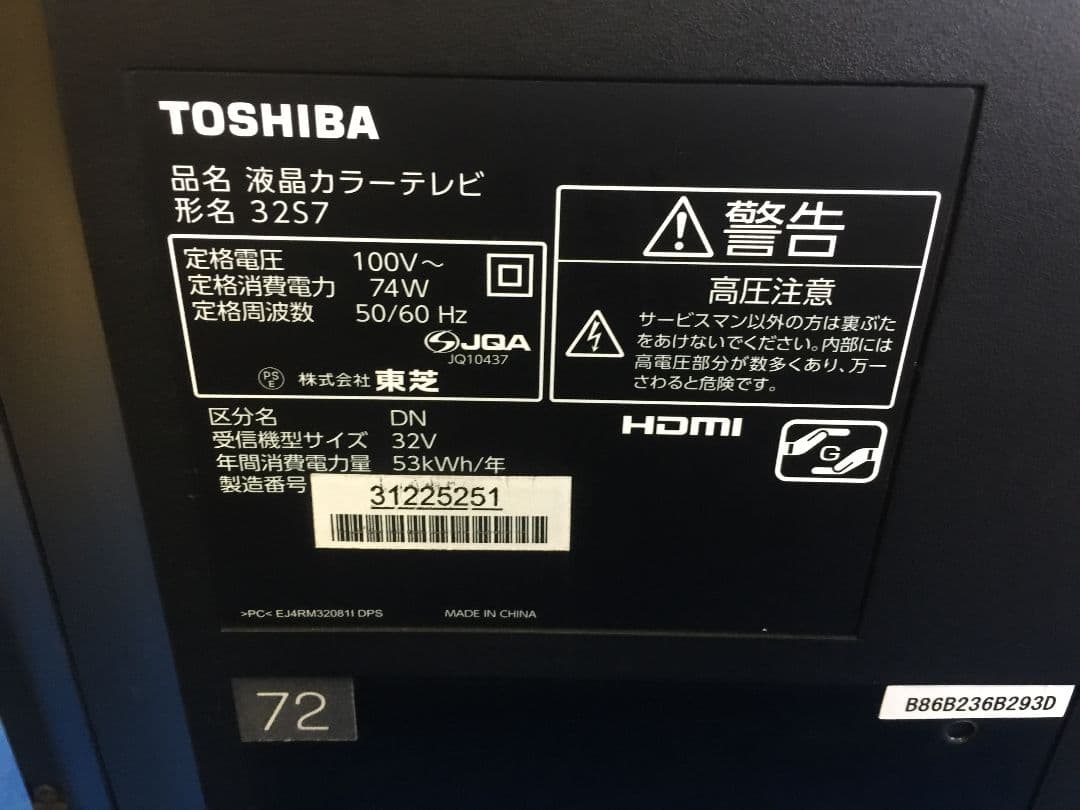 TOSHIBA
品名 液晶カラーテレビ
形名 32S7
定格電圧 100V～
定格消費電力 74W
定格周波数 50/60 Hz
JQA
JQ10437
PS
E
株式会社 東芝
警告
高圧注意
サービスマン以外の方は裏ぶた
をあけないでください。内部には
高電圧部分が数多くあり、万一
さわると危険です。
HDMI
G
区分名 DN
受信機型サイズ 32V
年間消費電力量 53kWh/年
製造番号
31225251
>PC< EJ4RM32081I DPS
MADE IN CHINA
72
B86B236B293D